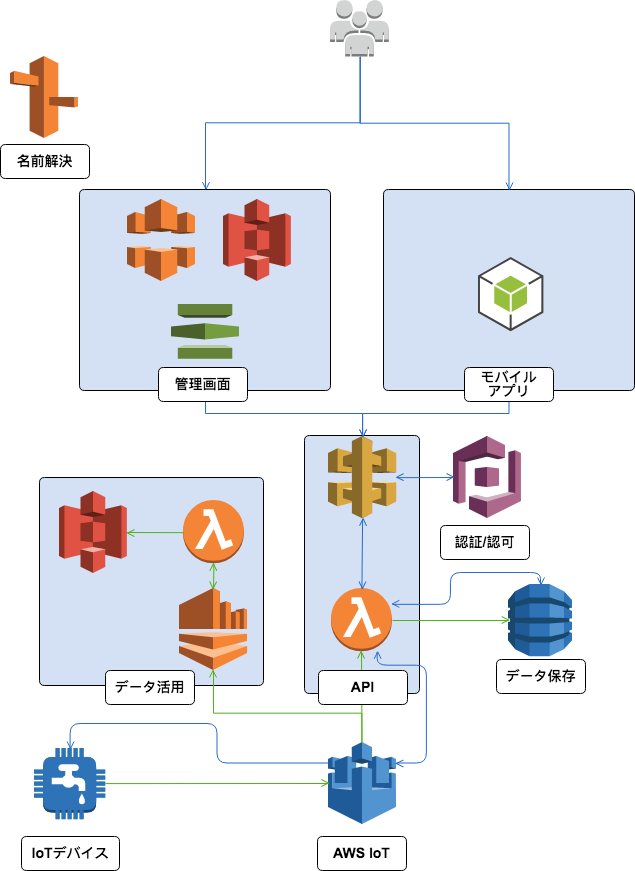 名前解決
管理画面
モバイル
アプリ
認証/認可
データ活用
API
データ保存
IoTデバイス
AWS IoT